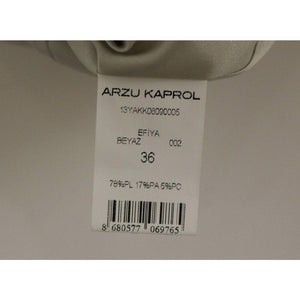 ARZU KAPROL
13YAKK08090005
EFIYA
BEYAZ 002
36
78%PL 17%PA 5%PC
8 680577 069765